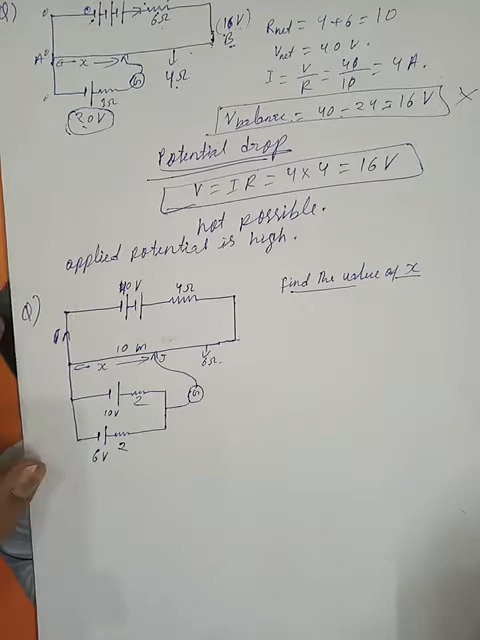 Q)
6Ω
(16V)
B
A
x
4Ω
G
2Ω
20V
Rnet = 4+6 = 10
Vnet = 40 V.
I = V/R = 40/10 = 4 A.
Vbalance = 40 - 24 = 16 V
Potential drop
V = IR = 4 x 4 = 16V
not possible.
applied potential is high.
Find the value of x
Q)
40V
4Ω
10 m
x
J
6Ω
G
10V
2
6V
2